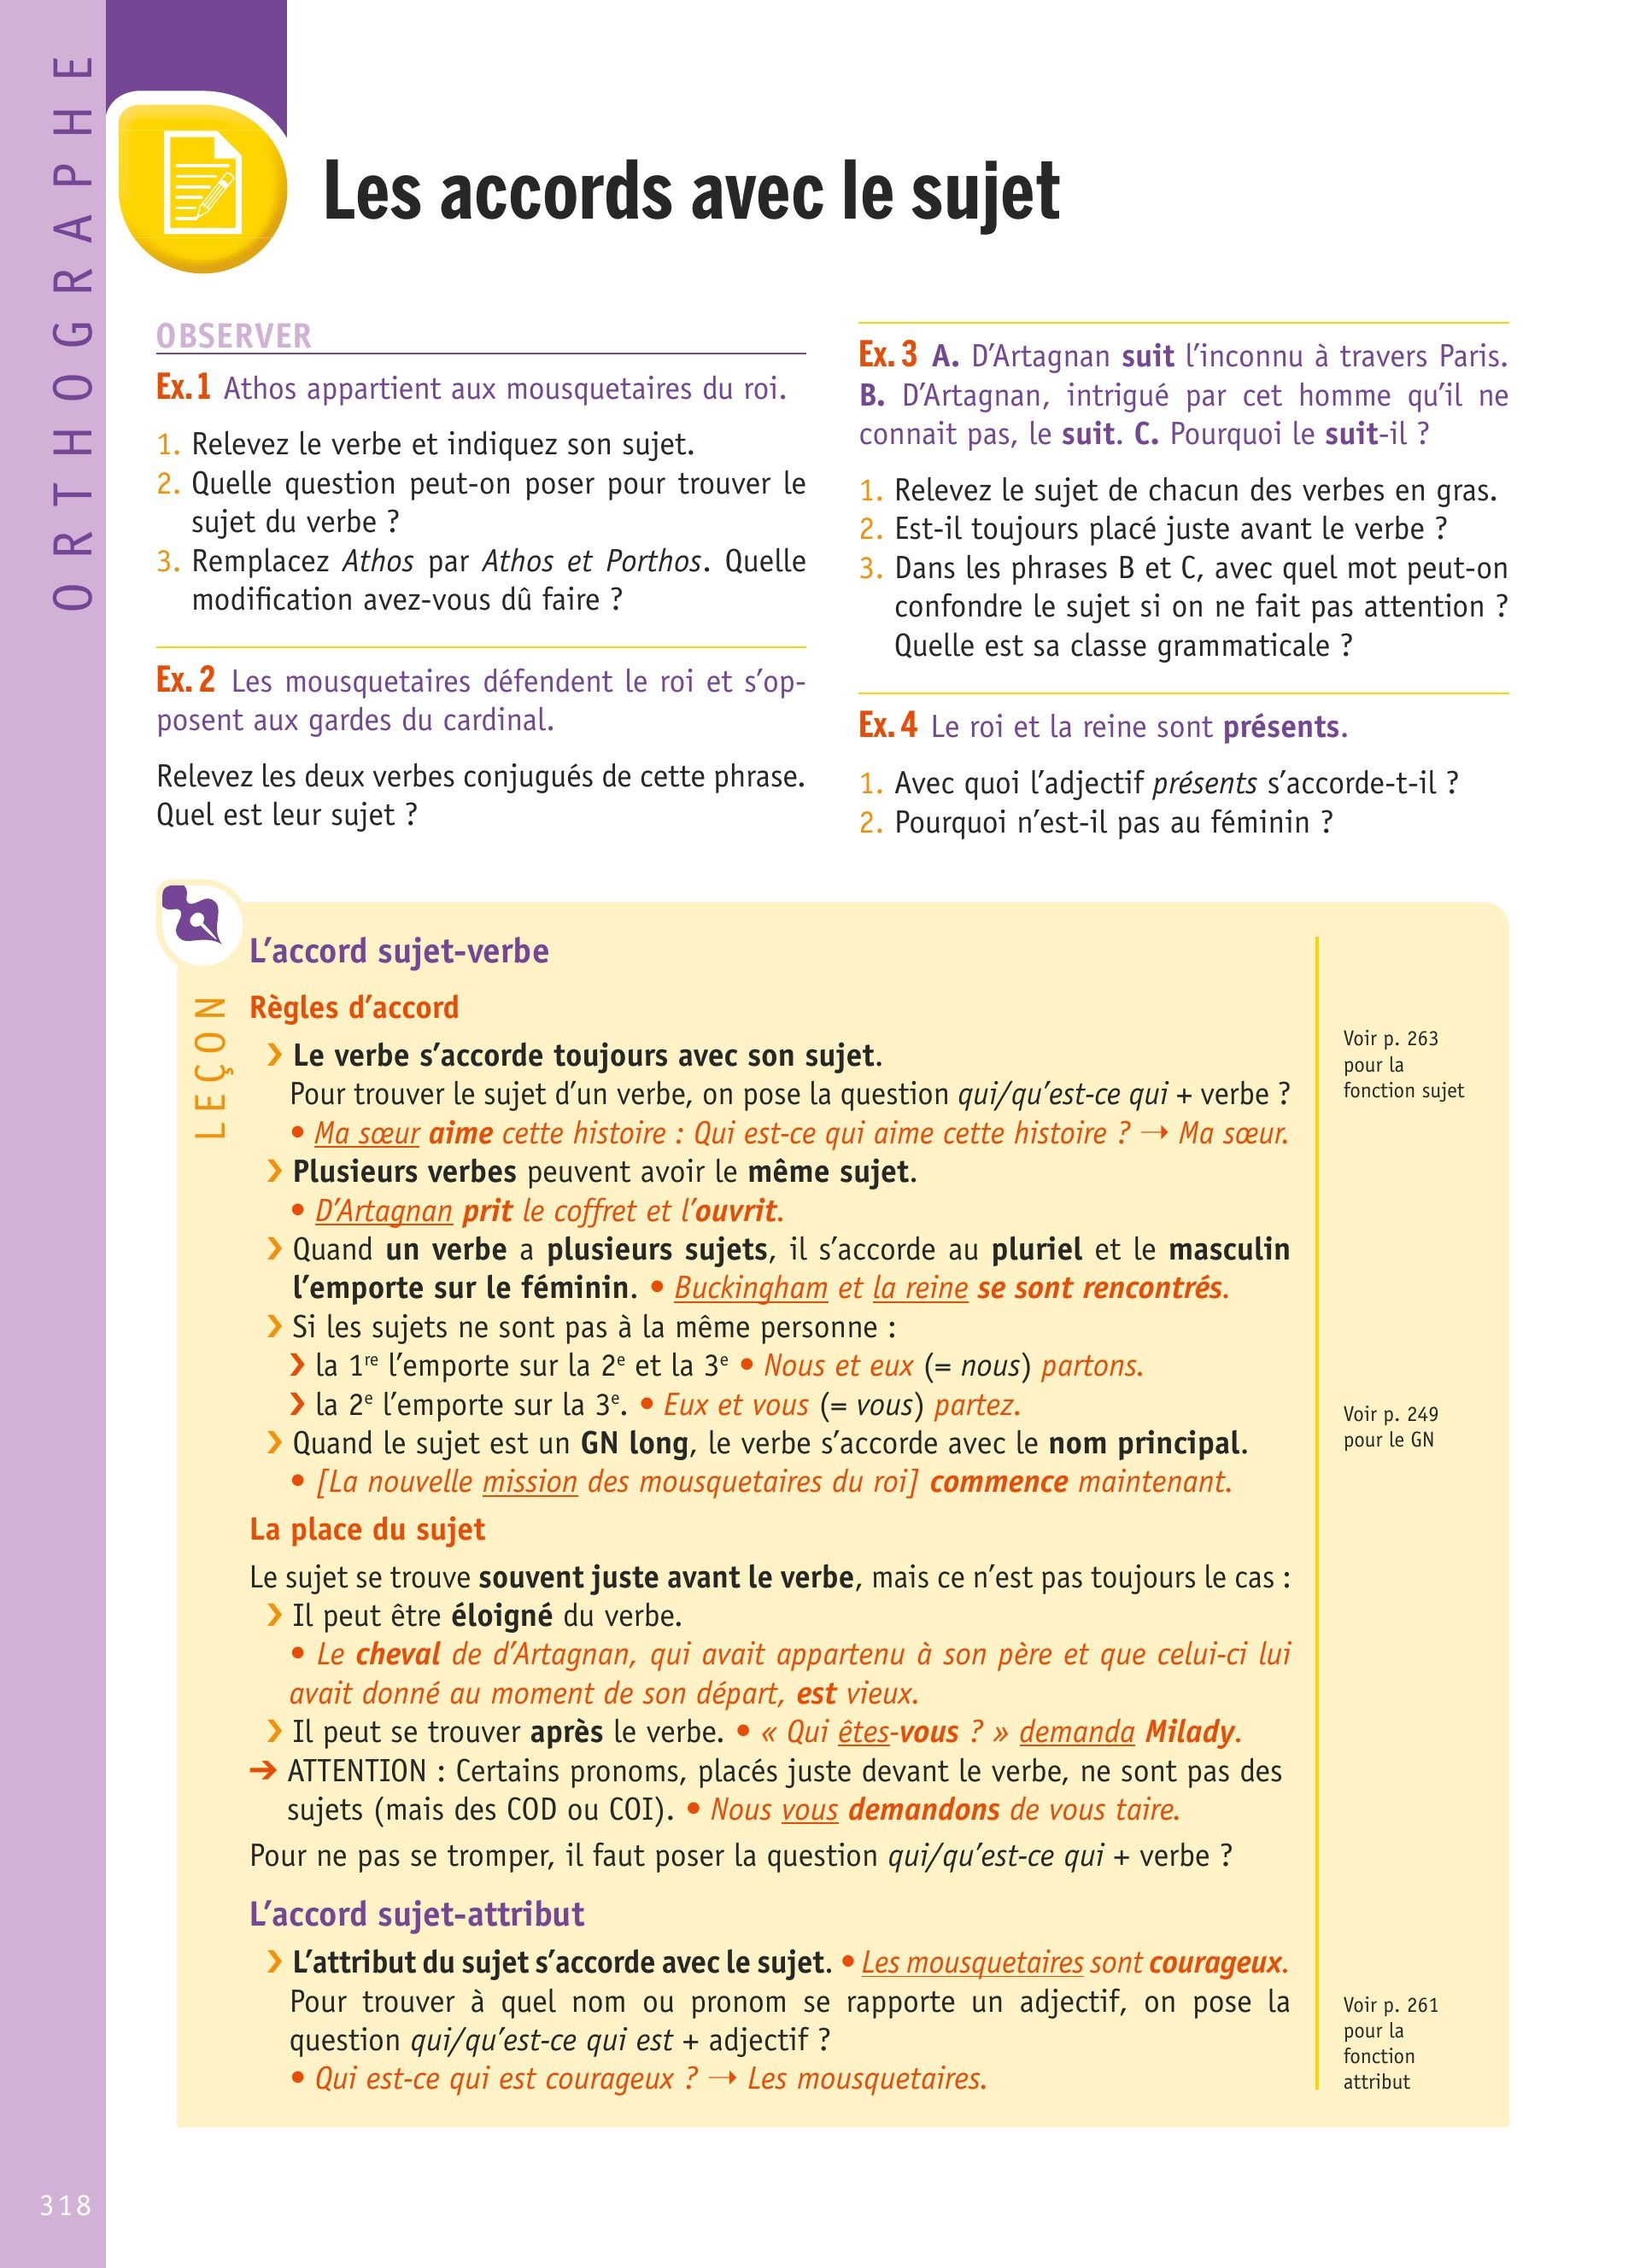 ORTHOGRAPHE
Les accords avec le sujet
OBSERVER
Ex. 1 Athos appartient aux mousquetaires du roi.
1. Relevez le verbe et indiquez son sujet.
2. Quelle question peut-on poser pour trouver le
sujet du verbe ?
3. Remplacez Athos par Athos et Porthos. Quelle
modification avez-vous dû faire ?
Ex. 2 Les mousquetaires défendent le roi et s'op-
posent aux gardes du cardinal.
Relevez les deux verbes conjugués de cette phrase.
Quel est leur sujet ?
Ex. 3 A. D'Artagnan suit l'inconnu à travers Paris.
B. D'Artagnan, intrigué par cet homme qu'il ne
connait pas, le suit. C. Pourquoi le suit-il ?
1. Relevez le sujet de chacun des verbes en gras.
2. Est-il toujours placé juste avant le verbe ?
3. Dans les phrases B et C, avec quel mot peut-on
confondre le sujet si on ne fait pas attention ?
Quelle est sa classe grammaticale ?
Ex. 4 Le roi et la reine sont présents.
1. Avec quoi l'adjectif présents s'accorde-t-il ?
2. Pourquoi n'est-il pas au féminin ?
LEÇON
L'accord sujet-verbe
Règles d'accord
› Le verbe s'accorde toujours avec son sujet.
Pour trouver le sujet d'un verbe, on pose la question qui/qu'est-ce qui + verbe ?
• Ma sœur aime cette histoire : Qui est-ce qui aime cette histoire ? → Ma sœur.
› Plusieurs verbes peuvent avoir le même sujet.
• D'Artagnan prit le coffret et l'ouvrit.
› Quand un verbe a plusieurs sujets, il s'accorde au pluriel et le masculin
l'emporte sur le féminin. • Buckingham et la reine se sont rencontrés.
› Si les sujets ne sont pas à la même personne :
› la 1re l'emporte sur la 2e et la 3e • Nous et eux (= nous) partons.
› la 2e l'emporte sur la 3e. • Eux et vous (= vous) partez.
› Quand le sujet est un GN long, le verbe s'accorde avec le nom principal.
• [La nouvelle mission des mousquetaires du roi] commence maintenant.
La place du sujet
Le sujet se trouve souvent juste avant le verbe, mais ce n'est pas toujours le cas :
› Il peut être éloigné du verbe.
• Le cheval de d'Artagnan, qui avait appartenu à son père et que celui-ci lui
avait donné au moment de son départ, est vieux.
› Il peut se trouver après le verbe. • « Qui êtes-vous ? » demanda Milady.
➔ ATTENTION : Certains pronoms, placés juste devant le verbe, ne sont pas des
sujets (mais des COD ou COI). • Nous vous demandons de vous taire.
Pour ne pas se tromper, il faut poser la question qui/qu'est-ce qui + verbe ?
L'accord sujet-attribut
› L'attribut du sujet s'accorde avec le sujet. • Les mousquetaires sont courageux.
Pour trouver à quel nom ou pronom se rapporte un adjectif, on pose la
question qui/qu'est-ce qui est + adjectif ?
• Qui est-ce qui est courageux ? → Les mousquetaires.
Voir p. 263
pour la
fonction sujet
Voir p. 249
pour le GN
Voir p. 261
pour la
fonction
attribut
318